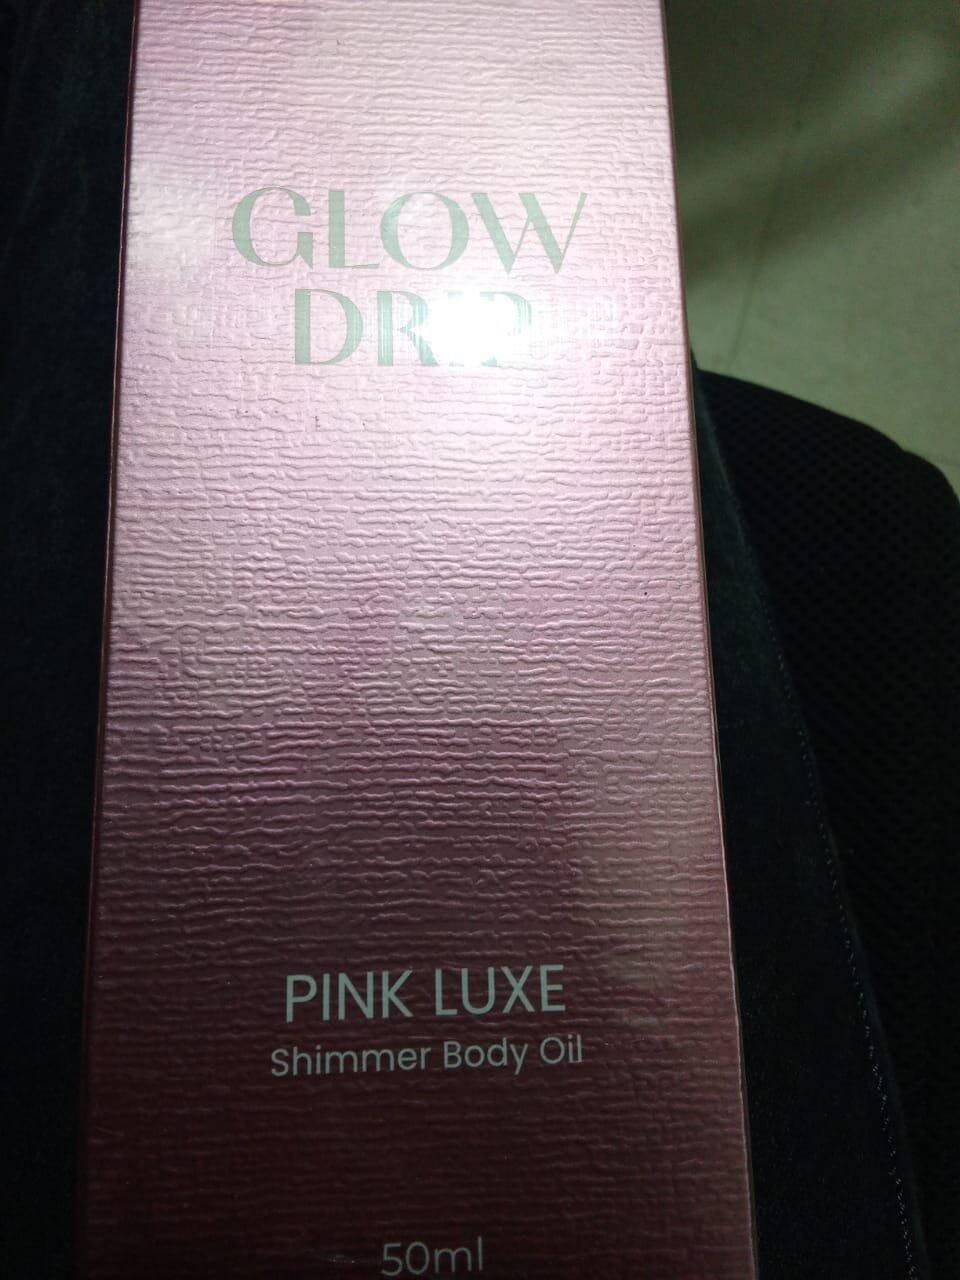 GLOW
DRIP
PINK LUXE
Shimmer Body Oil
50ml